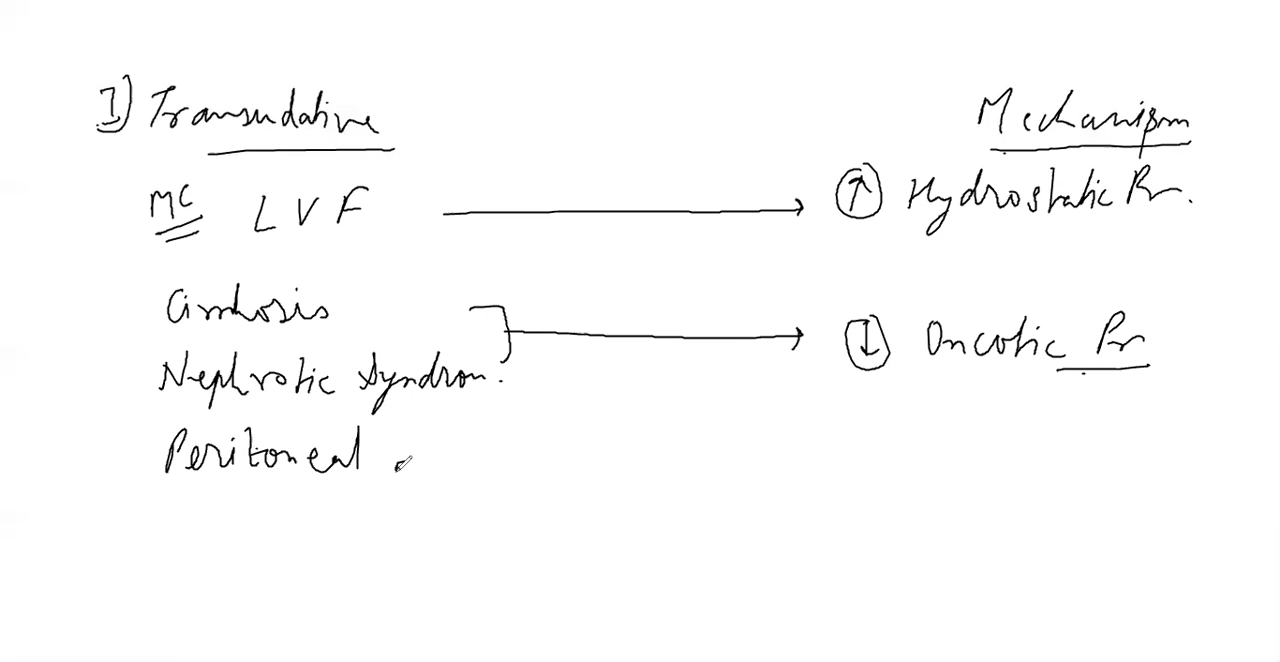 I) Transudative Mechanism
MC LVF → ↑ Hydrostatic Pr.
Cirrhosis
Nephrotic Syndrom. → ↓ Oncotic Pr
Peritoneal